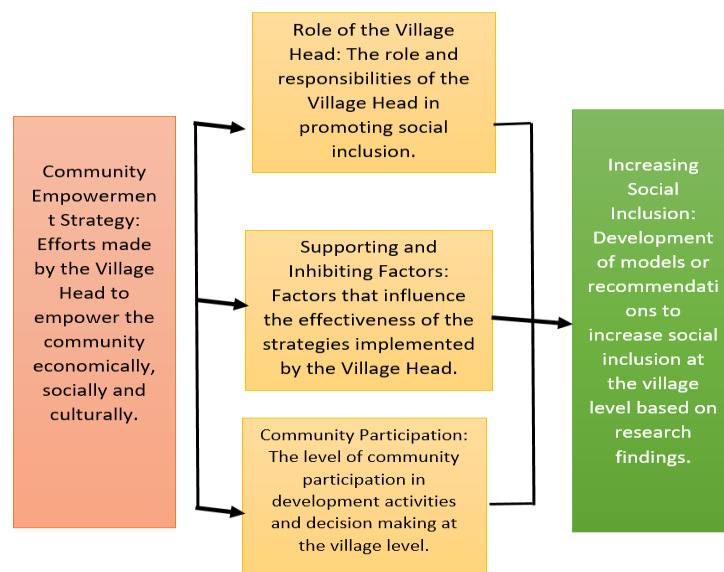 Community
Empowermen
t Strategy:
Efforts made
by the Village
Head to
empower the
community
economically,
socially and
culturally.
Role of the Village
Head: The role and
responsibilities of the
Village Head in
promoting social
inclusion.
Supporting and
Inhibiting Factors:
Factors that influence
the effectiveness of the
strategies implemented
by the Village Head.
Community Participation:
The level of community
participation in
development activities
and decision making at
the village level.
Increasing
Social
Inclusion:
Development
of models or
recommendati
ons to
increase social
inclusion at
the village
level based on
research
findings.